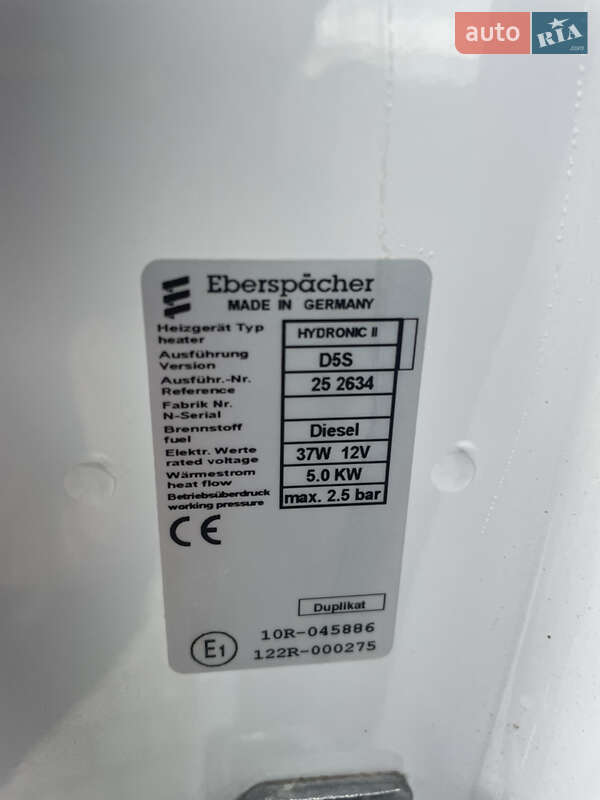 auto RIA.com
Eberspächer
MADE IN GERMANY
Heizgerät Typ
heater
HYDRONIC II
Ausführung
Version
D5S
Ausführ.-Nr.
Reference
25 2634
Fabrik Nr.
N-Serial
Brennstoff
fuel
Diesel
Elektr. Werte
rated voltage
37W 12V
Wärmestrom
heat flow
5.0 KW
Betriebsüberdruck
working pressure
max. 2.5 bar
CE
Duplikat
E1
10R-045886
122R-000275